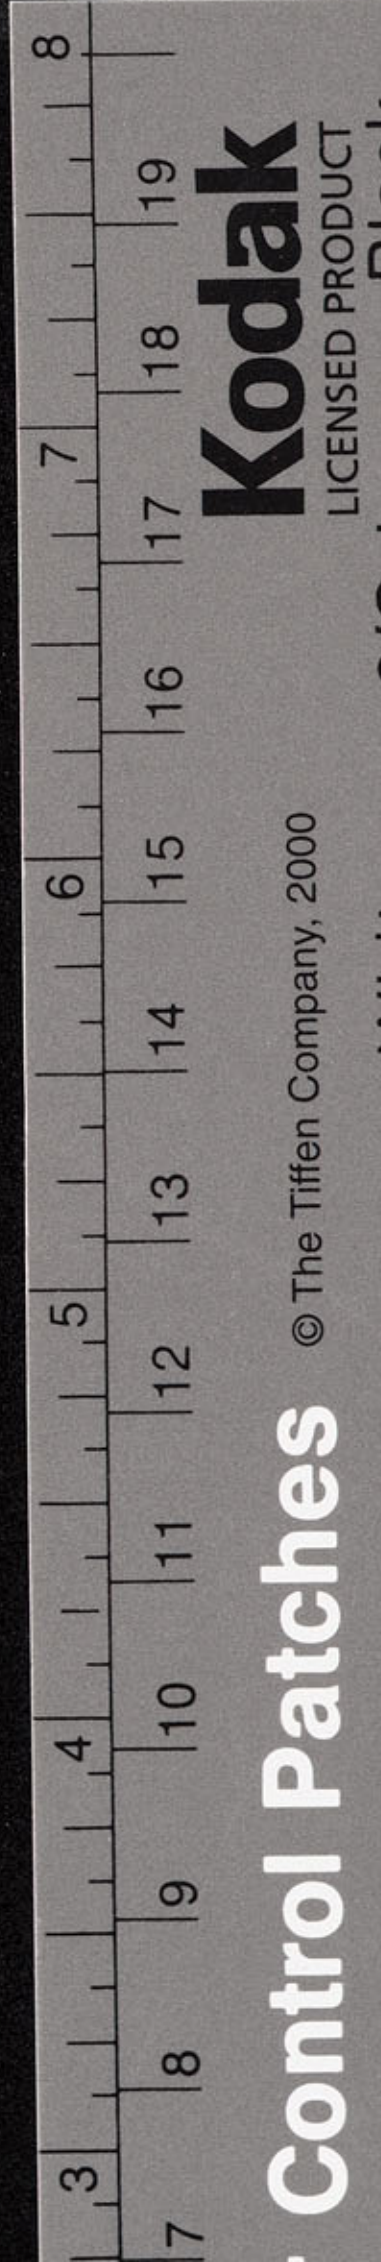 3 4 5 6 7 8
7 8 9 10 11 12 13 14 15 16 17 18 19
Control Patches © The Tiffen Company, 2000
Kodak
LICENSED PRODUCT